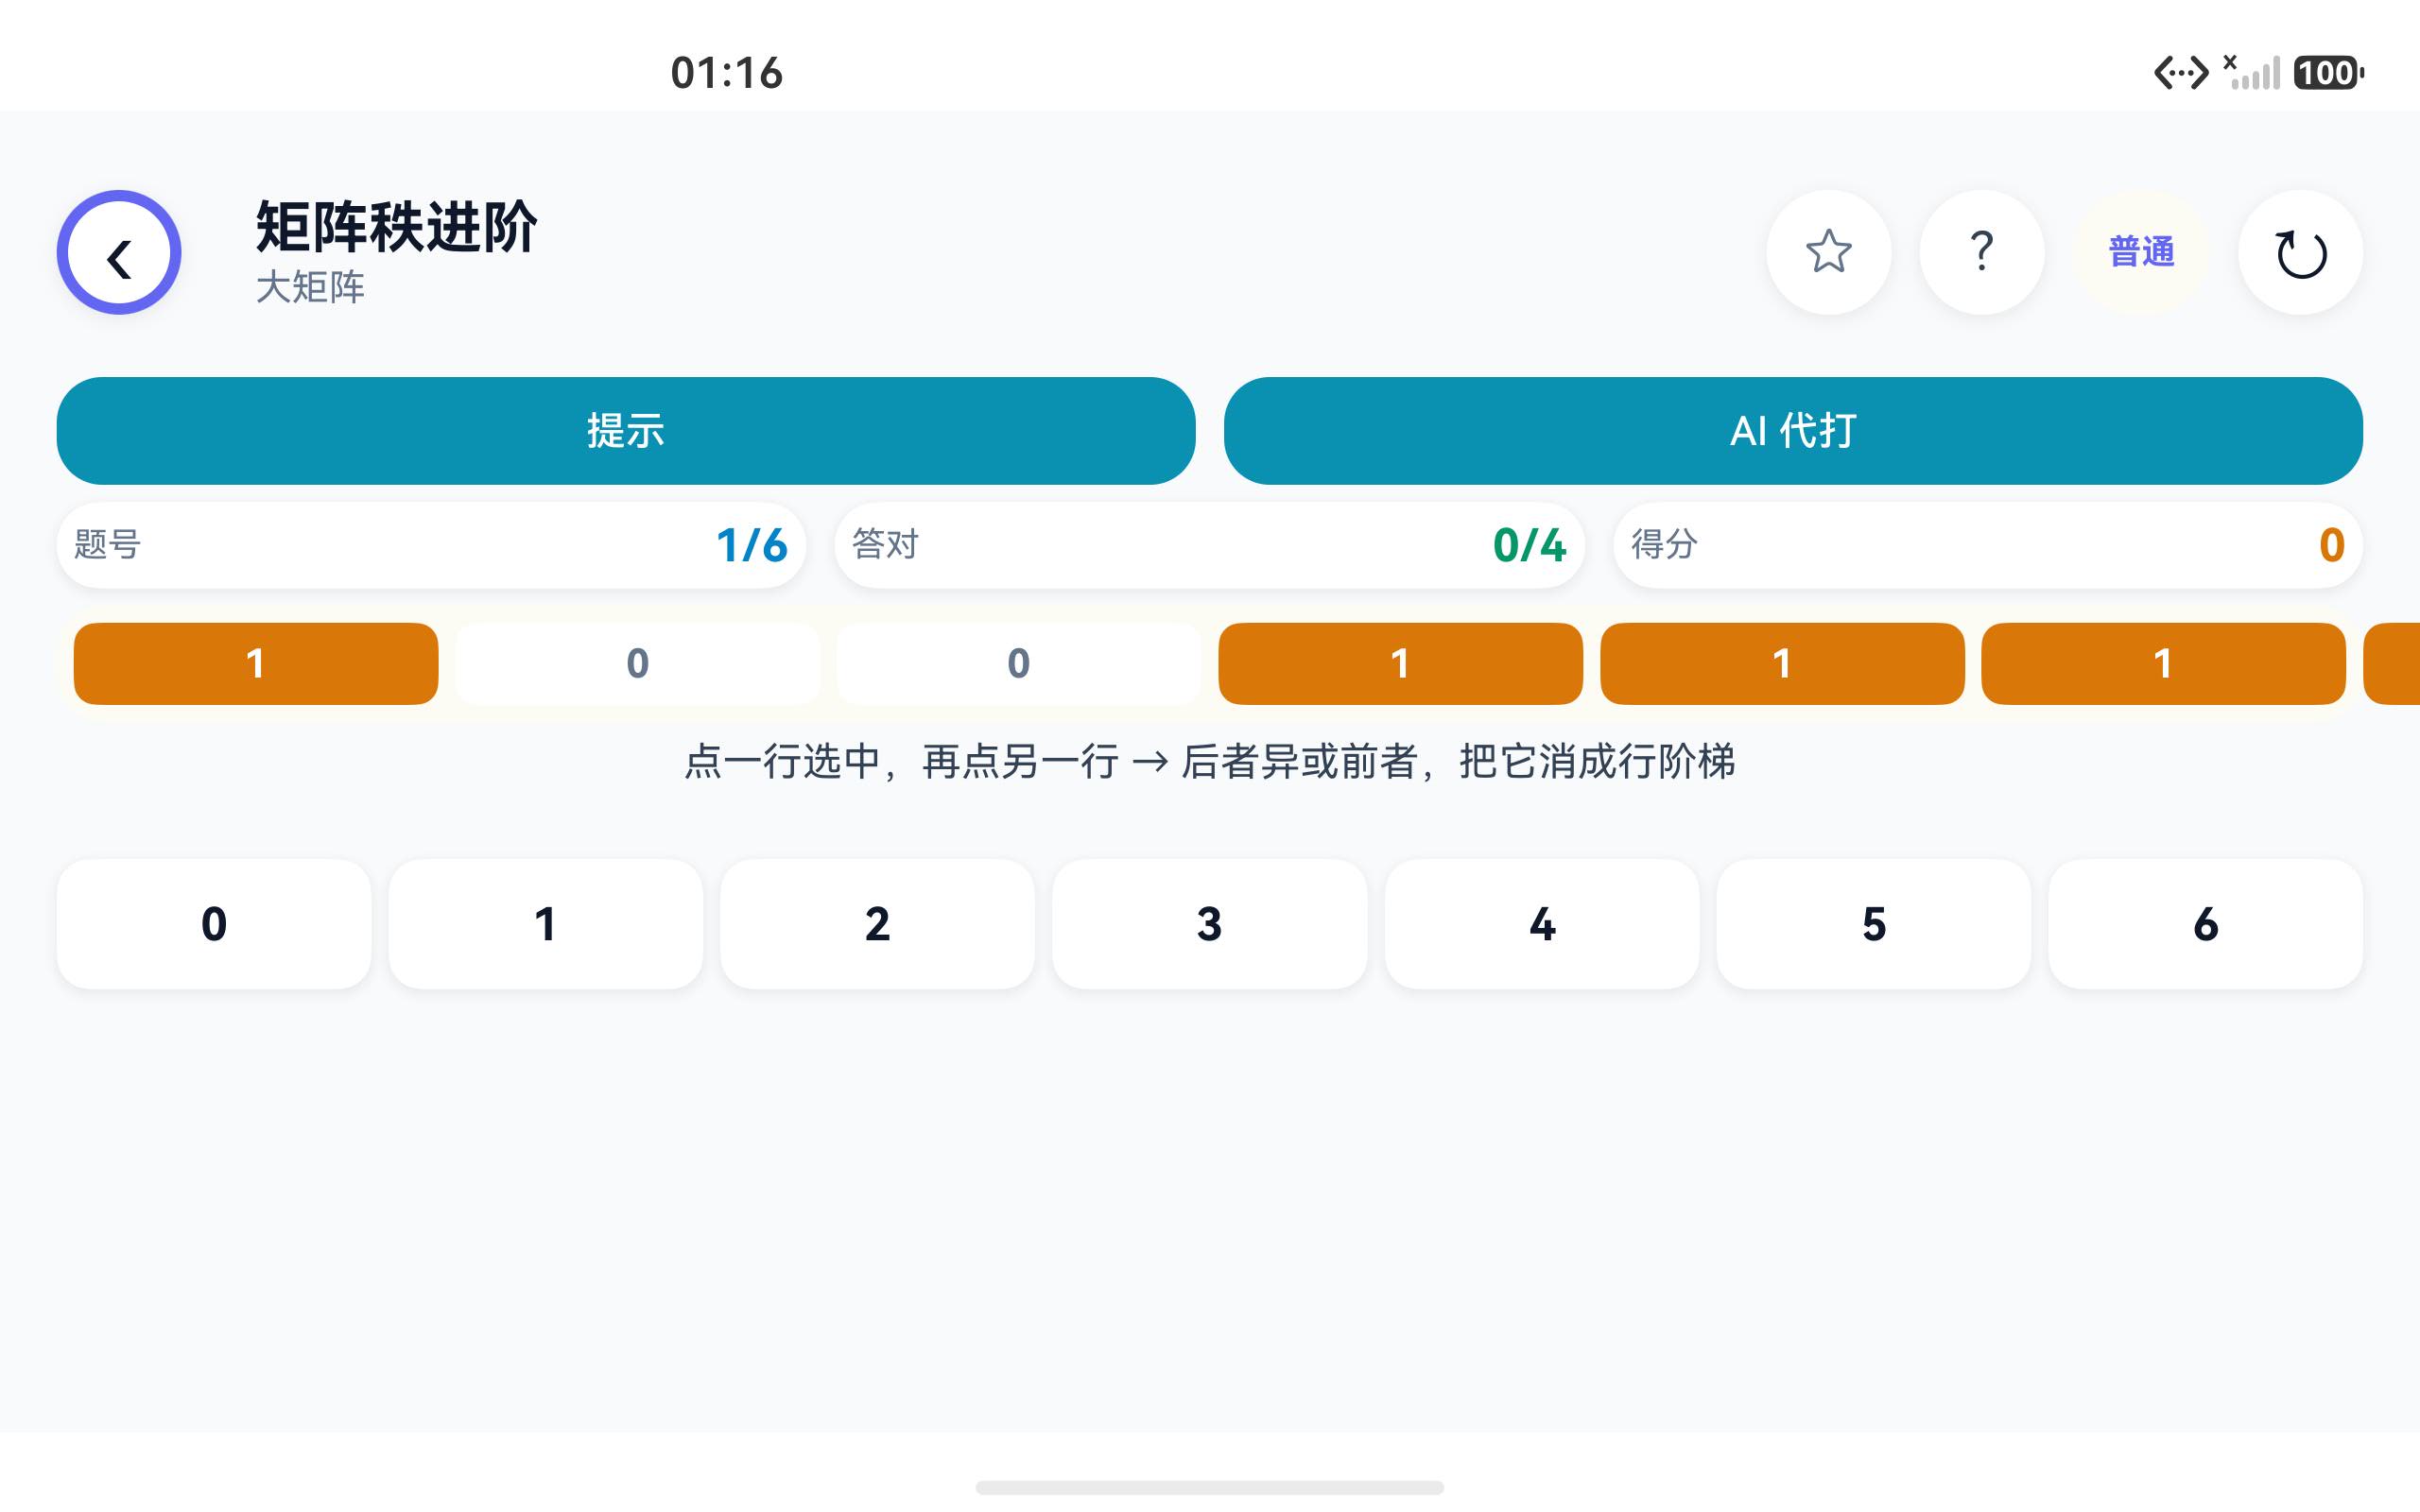 01:16
100
矩阵秩进阶
大矩阵
?
普通
提示
AI 代打
题号 1/6
答对 0/4
得分 0
1 0 0 1 1 1
点一行选中，再点另一行 → 后者异或前者，把它消成行阶梯
0 1 2 3 4 5 6